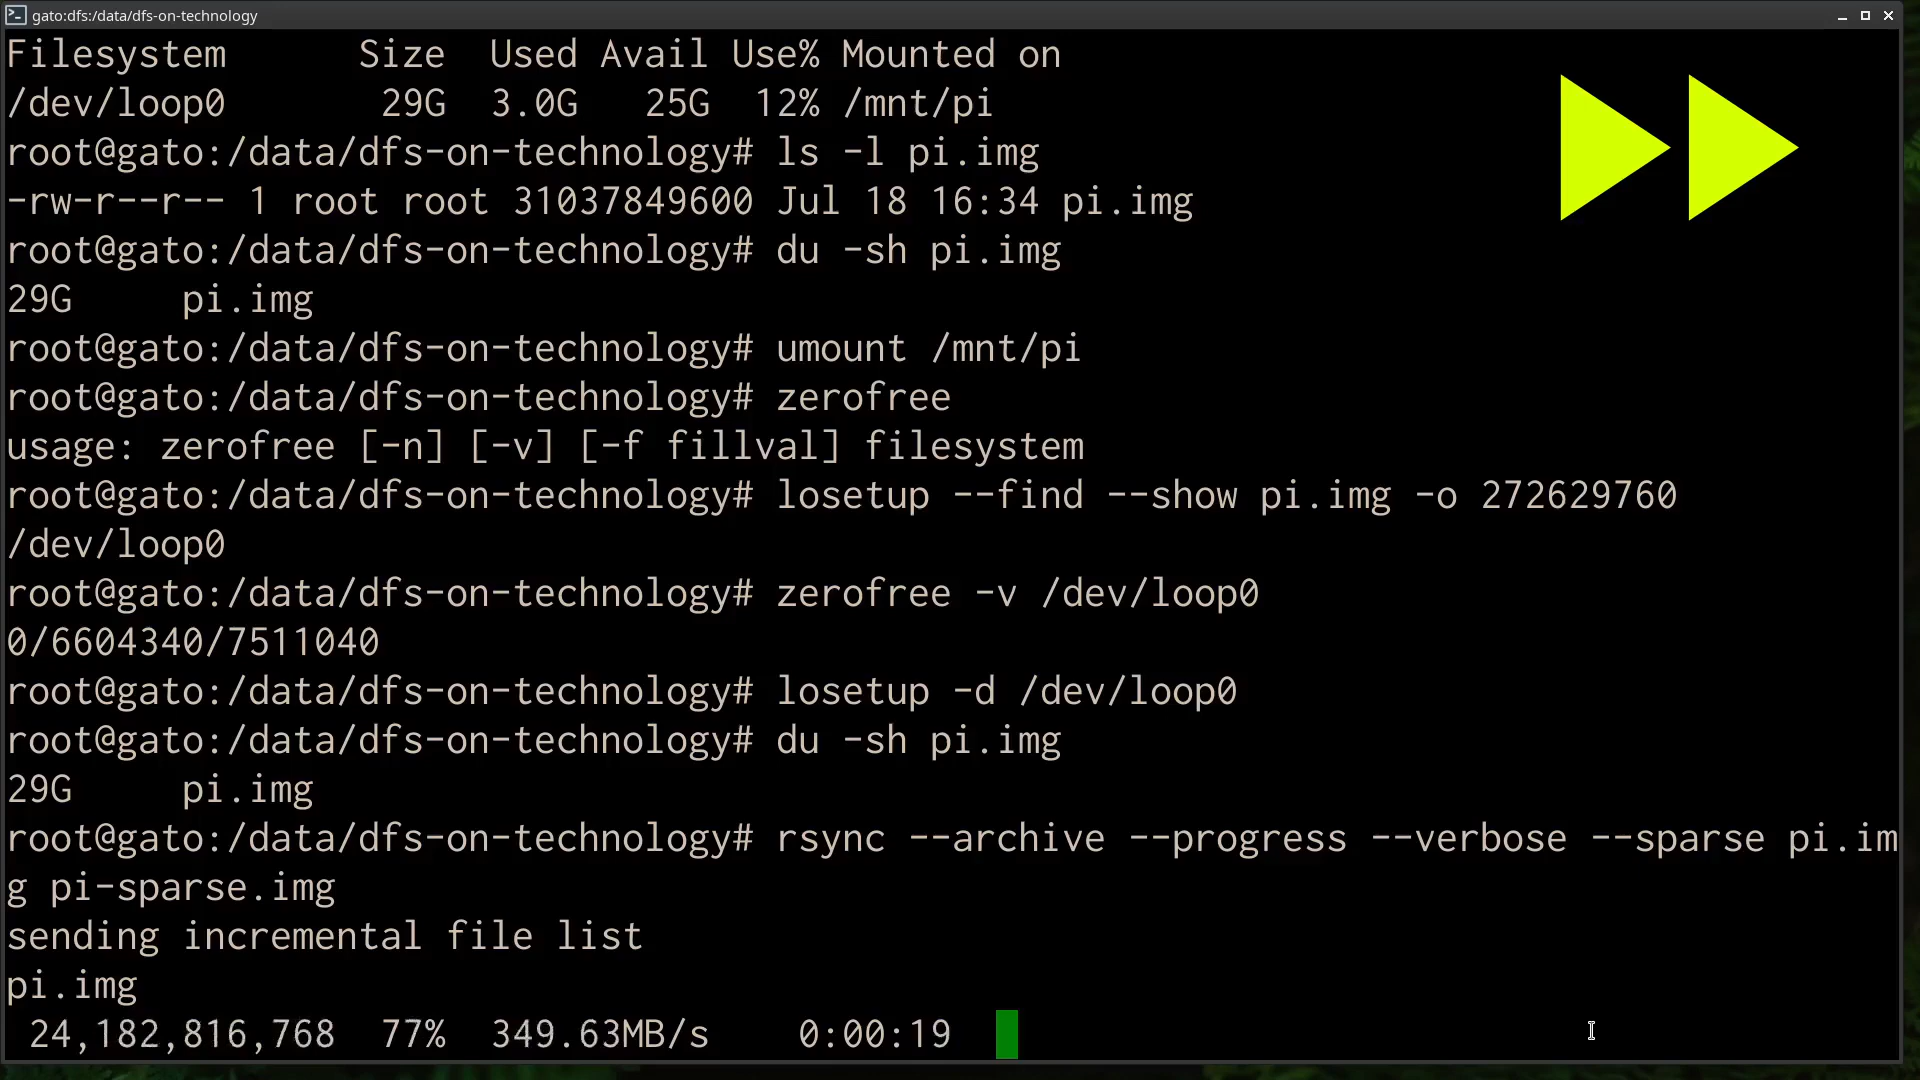 gato:dfs:/data/dfs-on-technology
Filesystem      Size  Used Avail Use% Mounted on
/dev/loop0       29G  3.0G   25G  12% /mnt/pi
root@gato:/data/dfs-on-technology# ls -l pi.img
-rw-r--r-- 1 root root 31037849600 Jul 18 16:34 pi.img
root@gato:/data/dfs-on-technology# du -sh pi.img
29G     pi.img
root@gato:/data/dfs-on-technology# umount /mnt/pi
root@gato:/data/dfs-on-technology# zerofree
usage: zerofree [-n] [-v] [-f fillval] filesystem
root@gato:/data/dfs-on-technology# losetup --find --show pi.img -o 272629760
/dev/loop0
root@gato:/data/dfs-on-technology# zerofree -v /dev/loop0
0/6604340/7511040
root@gato:/data/dfs-on-technology# losetup -d /dev/loop0
root@gato:/data/dfs-on-technology# du -sh pi.img
29G     pi.img
root@gato:/data/dfs-on-technology# rsync --archive --progress --verbose --sparse pi.im
g pi-sparse.img
sending incremental file list
pi.img
 24,182,816,768  77%  349.63MB/s    0:00:19